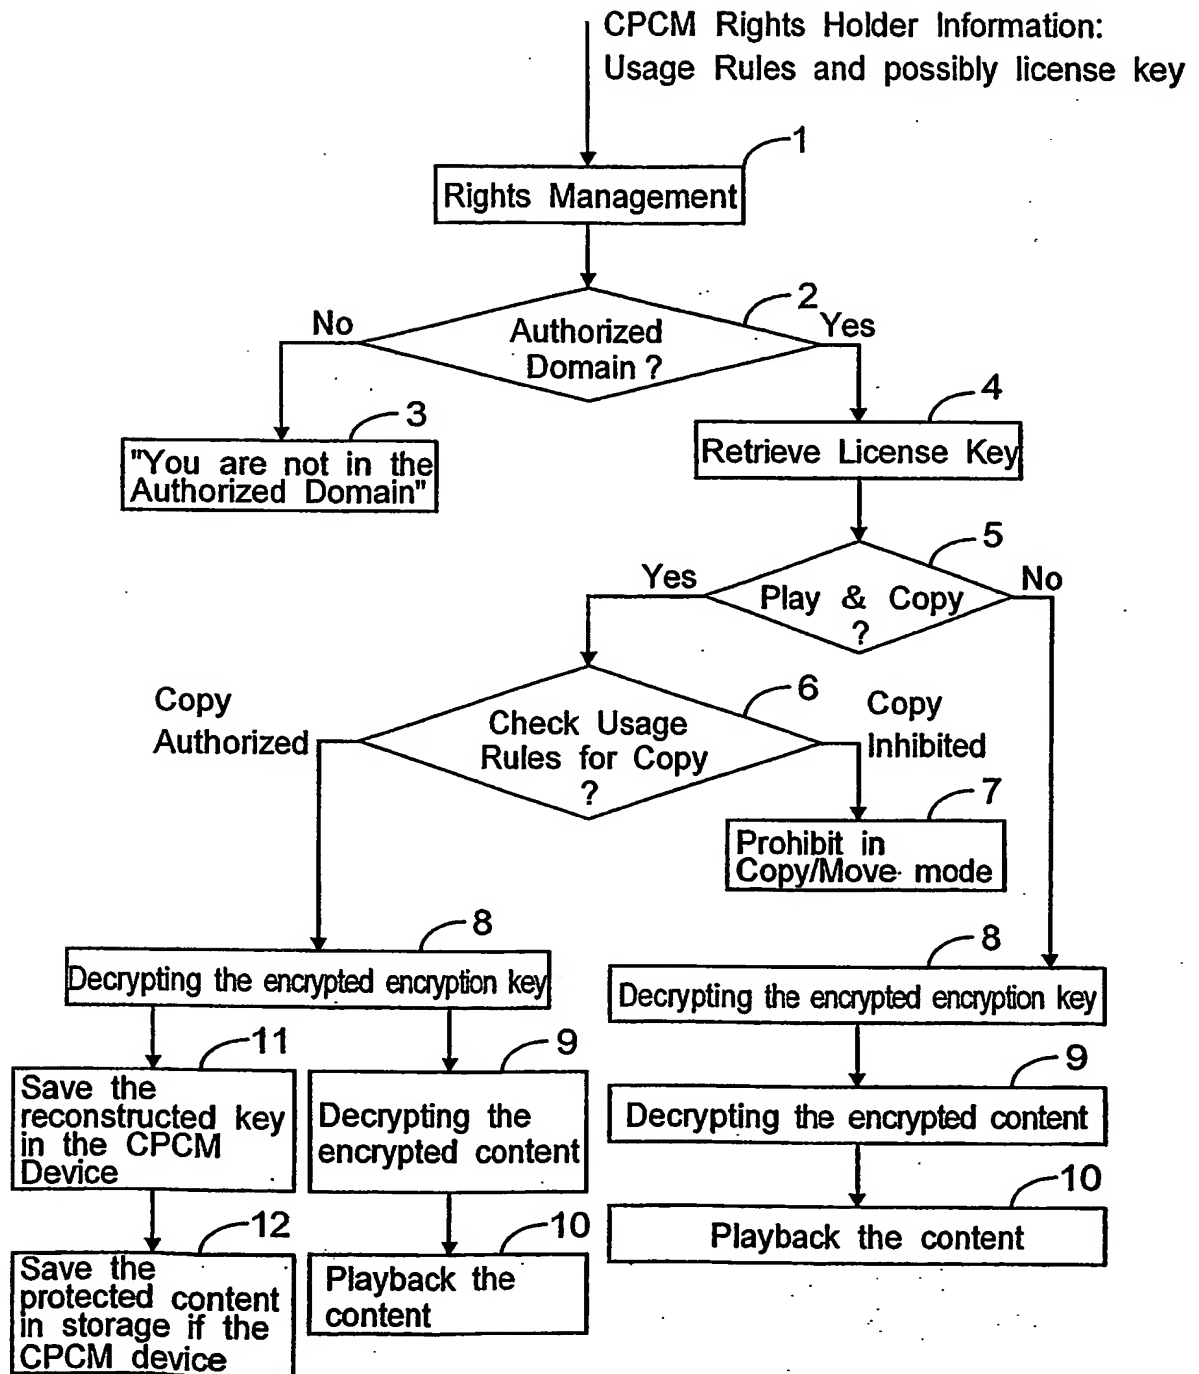 CPCM Rights Holder Information:
Usage Rules and possibly license key
1
Rights Management
2
No
Yes
Authorized
Domain ?
3
"You are not in the
Authorized Domain"
4
Retrieve License Key
5
Yes
No
Play & Copy
?
6
Copy
Authorized
Check Usage
Rules for Copy
?
Copy
Inhibited
7
Prohibit in
Copy/Move mode
8
Decrypting the encrypted encryption key
8
Decrypting the encrypted encryption key
11
Save the
reconstructed key
in the CPCM
Device
9
Decrypting the
encrypted content
9
Decrypting the encrypted content
12
Save the
protected content
in storage if the
CPCM device
10
Playback the
content
10
Playback the content